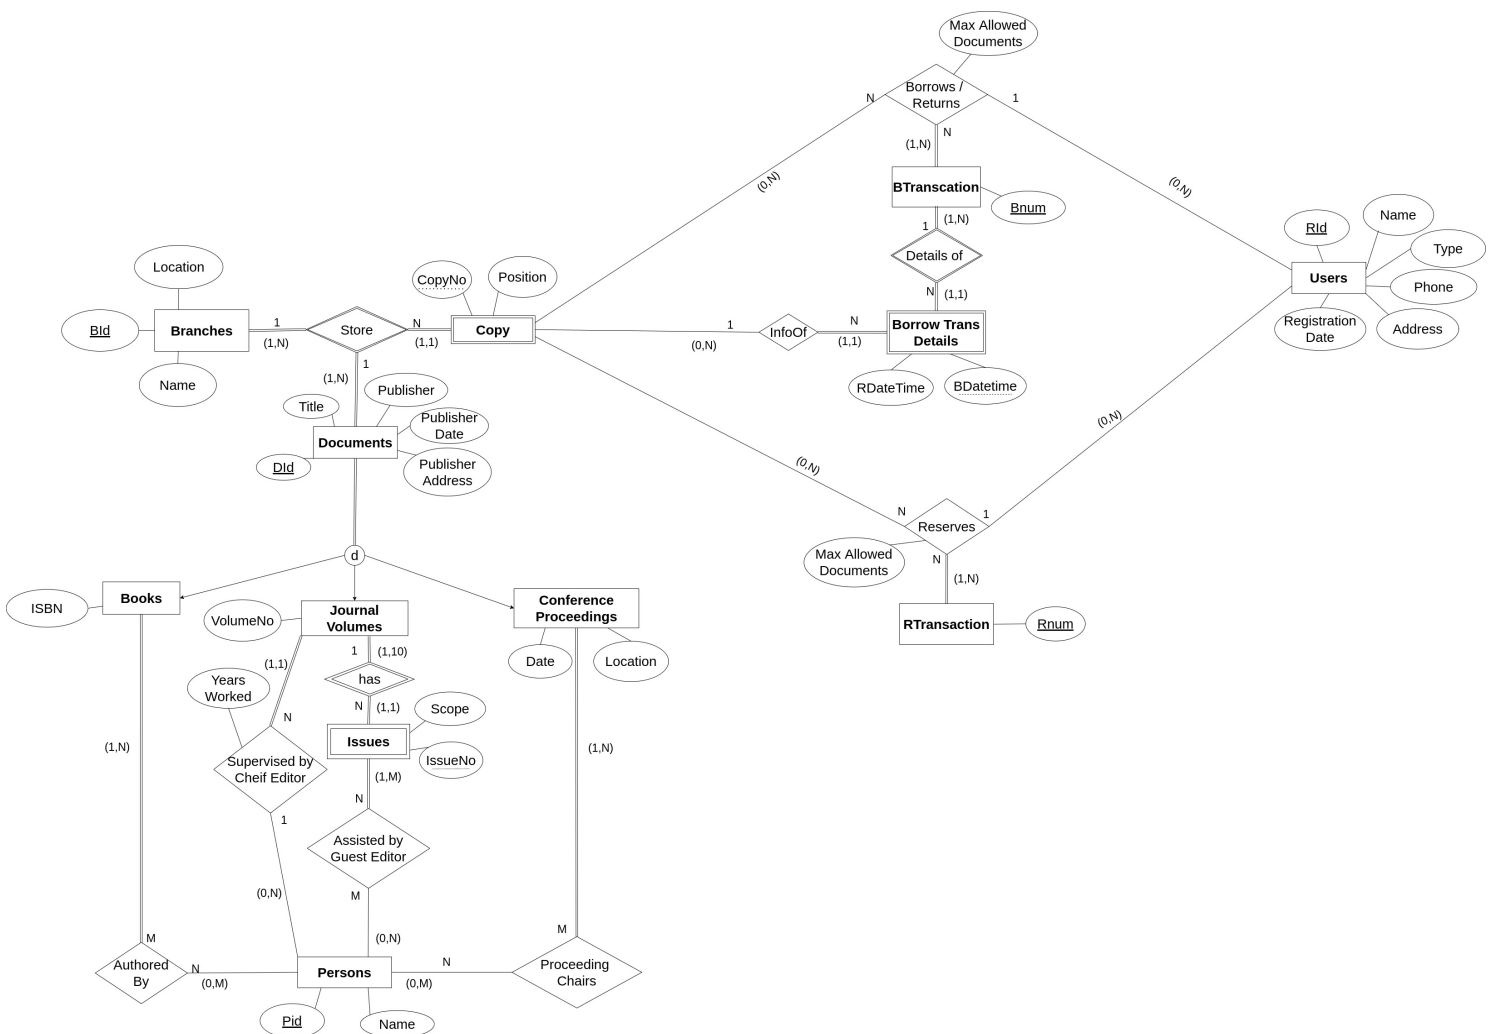 Max Allowed
Documents
Borrows /
Returns
N
1
N
(1,N)
(0,N)
(0,N)
BTranscation
Bnum
(1,N)
1
Details of
N
(1,1)
RId
Name
Type
Users
Phone
Registration
Date
Address
Location
BId
Branches
Name
1
(1,N)
Store
N
(1,1)
CopyNo
Position
Copy
1
(0,N)
InfoOf
N
(1,1)
Borrow Trans
Details
RDateTime
BDatetime
1
(1,N)
Publisher
Title
Publisher
Date
Documents
DId
Publisher
Address
(0,N)
(0,N)
N
1
Reserves
Max Allowed
Documents
N
(1,N)
RTransaction
Rnum
d
ISBN
Books
VolumeNo
Journal
Volumes
Conference
Proceedings
Date
Location
(1,1)
1
(1,10)
has
N
(1,1)
Years
Worked
N
Scope
Issues
IssueNo
(1,N)
(1,N)
Supervised by
Cheif Editor
(1,M)
N
1
Assisted by
Guest Editor
M
(0,N)
(0,N)
M
Authored
By
N
(0,M)
Persons
N
(0,M)
M
Proceeding
Chairs
Pid
Name